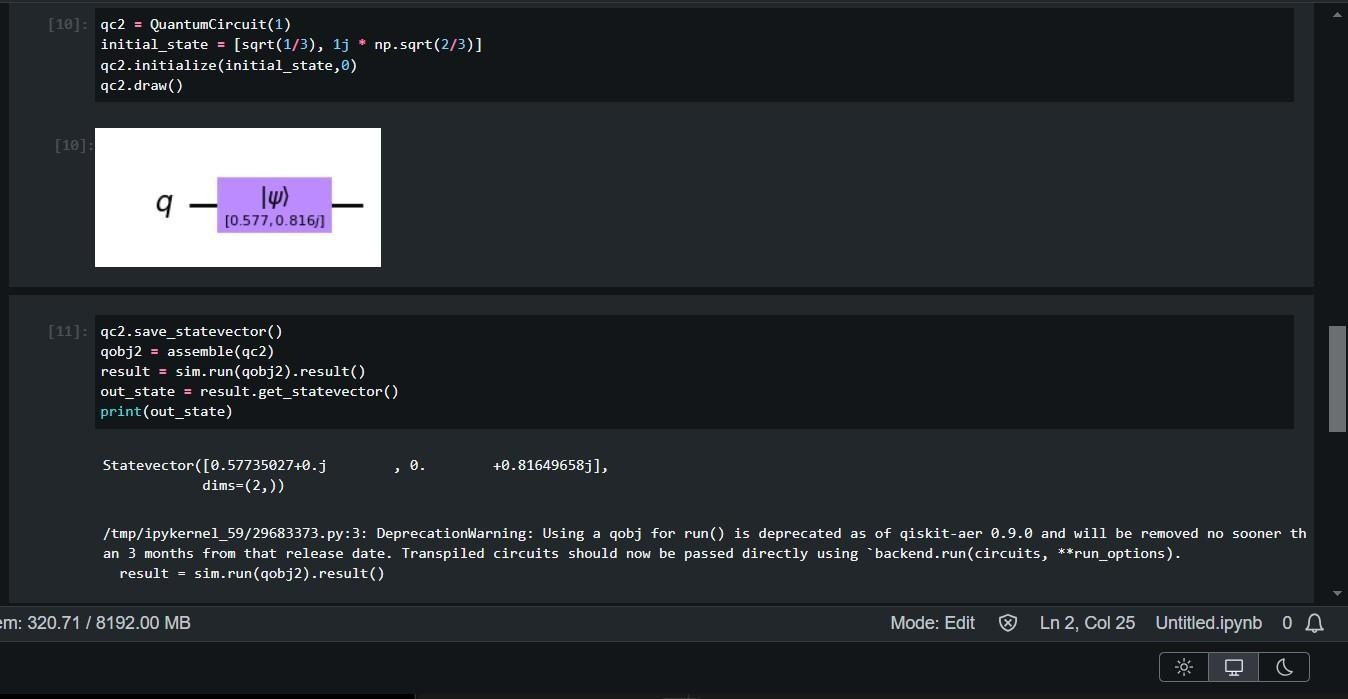 [10]: qc2 = QuantumCircuit(1)
initial_state = [sqrt(1/3), 1j * np.sqrt(2/3)]
qc2.initialize(initial_state,0)
qc2.draw()
[10]:
|ψ⟩
q
[0.577, 0.816j]
[11]: qc2.save_statevector()
qobj2 = assemble(qc2)
result = sim.run(qobj2).result()
out_state = result.get_statevector()
print(out_state)
Statevector([0.57735027+0.j        , 0.        +0.81649658j],
            dims=(2,))
/tmp/ipykernel_59/29683373.py:3: DeprecationWarning: Using a qobj for run() is deprecated as of qiskit-aer 0.9.0 and will be removed no sooner th
an 3 months from that release date. Transpiled circuits should now be passed directly using `backend.run(circuits, **run_options).
  result = sim.run(qobj2).result()
em: 320.71 / 8192.00 MB Mode: Edit Ln 2, Col 25 Untitled.ipynb 0